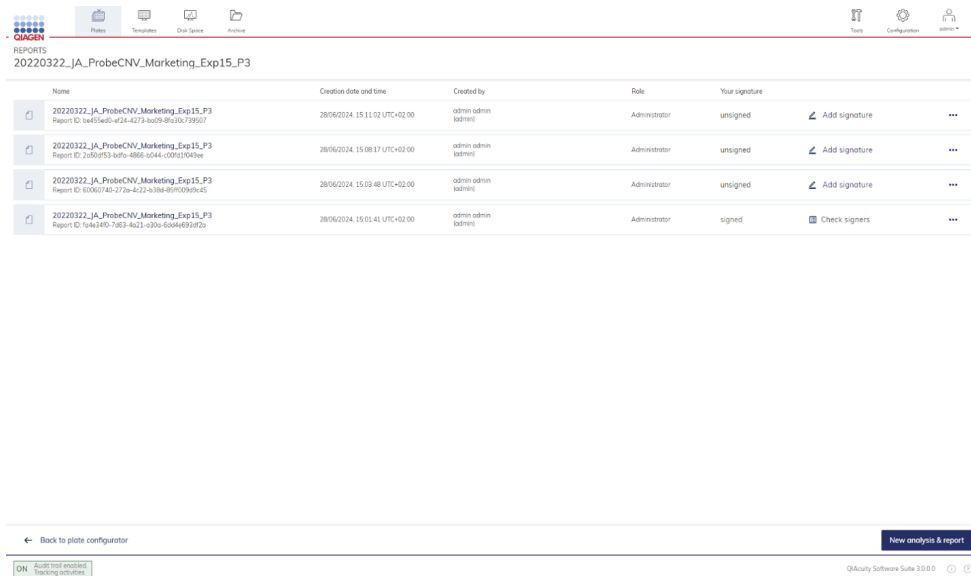 QIAGEN
Plates
Templates
Disk Space
Archive
Tools
Configuration
admin
REPORTS
20220322_JA_ProbeCNV_Marketing_Exp15_P3
Name Creation date and time Created by Role Your signature
20220322_JA_ProbeCNV_Marketing_Exp15_P3 28/06/2024, 15:11:02 UTC+02:00 admin admin Administrator unsigned Add signature
Report ID: be455ed0-ef24-4273-ba09-8fa30c739507 (admin)
20220322_JA_ProbeCNV_Marketing_Exp15_P3 28/06/2024, 15:08:17 UTC+02:00 admin admin Administrator unsigned Add signature
Report ID: 2a50df53-bdfa-4866-b044-c00fd1f049ee (admin)
20220322_JA_ProbeCNV_Marketing_Exp15_P3 28/06/2024, 15:03:48 UTC+02:00 admin admin Administrator unsigned Add signature
Report ID: 60060740-272a-4c22-b38d-85ff009d9c45 (admin)
20220322_JA_ProbeCNV_Marketing_Exp15_P3 28/06/2024, 15:01:41 UTC+02:00 admin admin Administrator signed Check signers
Report ID: fa4e34f0-7d63-4a21-a30a-6dd4e693df2a (admin)
Back to plate configurator
New analysis & report
ON Audit trail enabled.
Tracking activities.
QIAcuity Software Suite 3.0.0.0